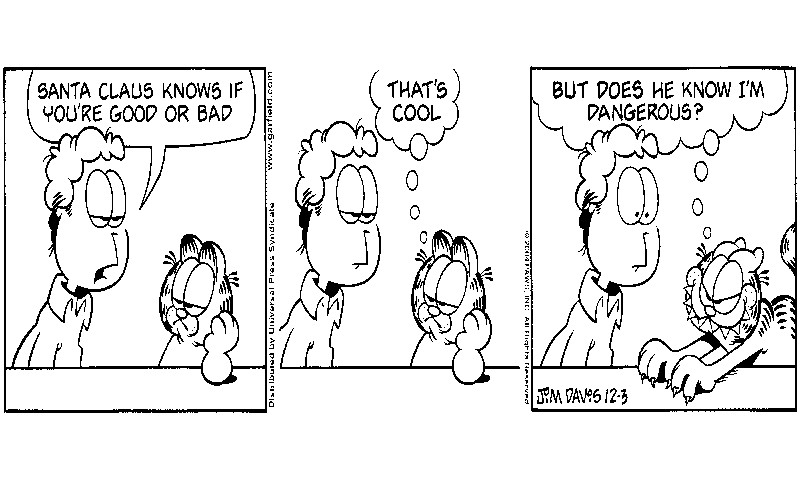 SANTA CLAUS KNOWS IF
YOU'RE GOOD OR BAD
www.garfield.com
Distributed by Universal Press Syndicate
THAT'S
COOL
BUT DOES HE KNOW I'M
DANGEROUS?
INC. All Rights Reserved
JIM DAVIS 12-3